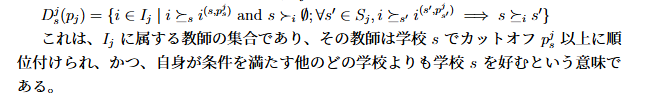 D_s^j(p_j) = {i ∈ I_j | i ⪰_s i^{(s,p_s^j)} and s ≻_i ∅; ∀s′ ∈ S_j, i ⪰_{s′} i^{(s′,p_{s′}^j)} ⟹ s ⪰_i s′}
これは、I_j に属する教師の集合であり、その教師は学校 s でカットオフ p_s^j 以上に順
位付けられ、かつ、自身が条件を満たす他のどの学校よりも学校 s を好むという意味で
ある。